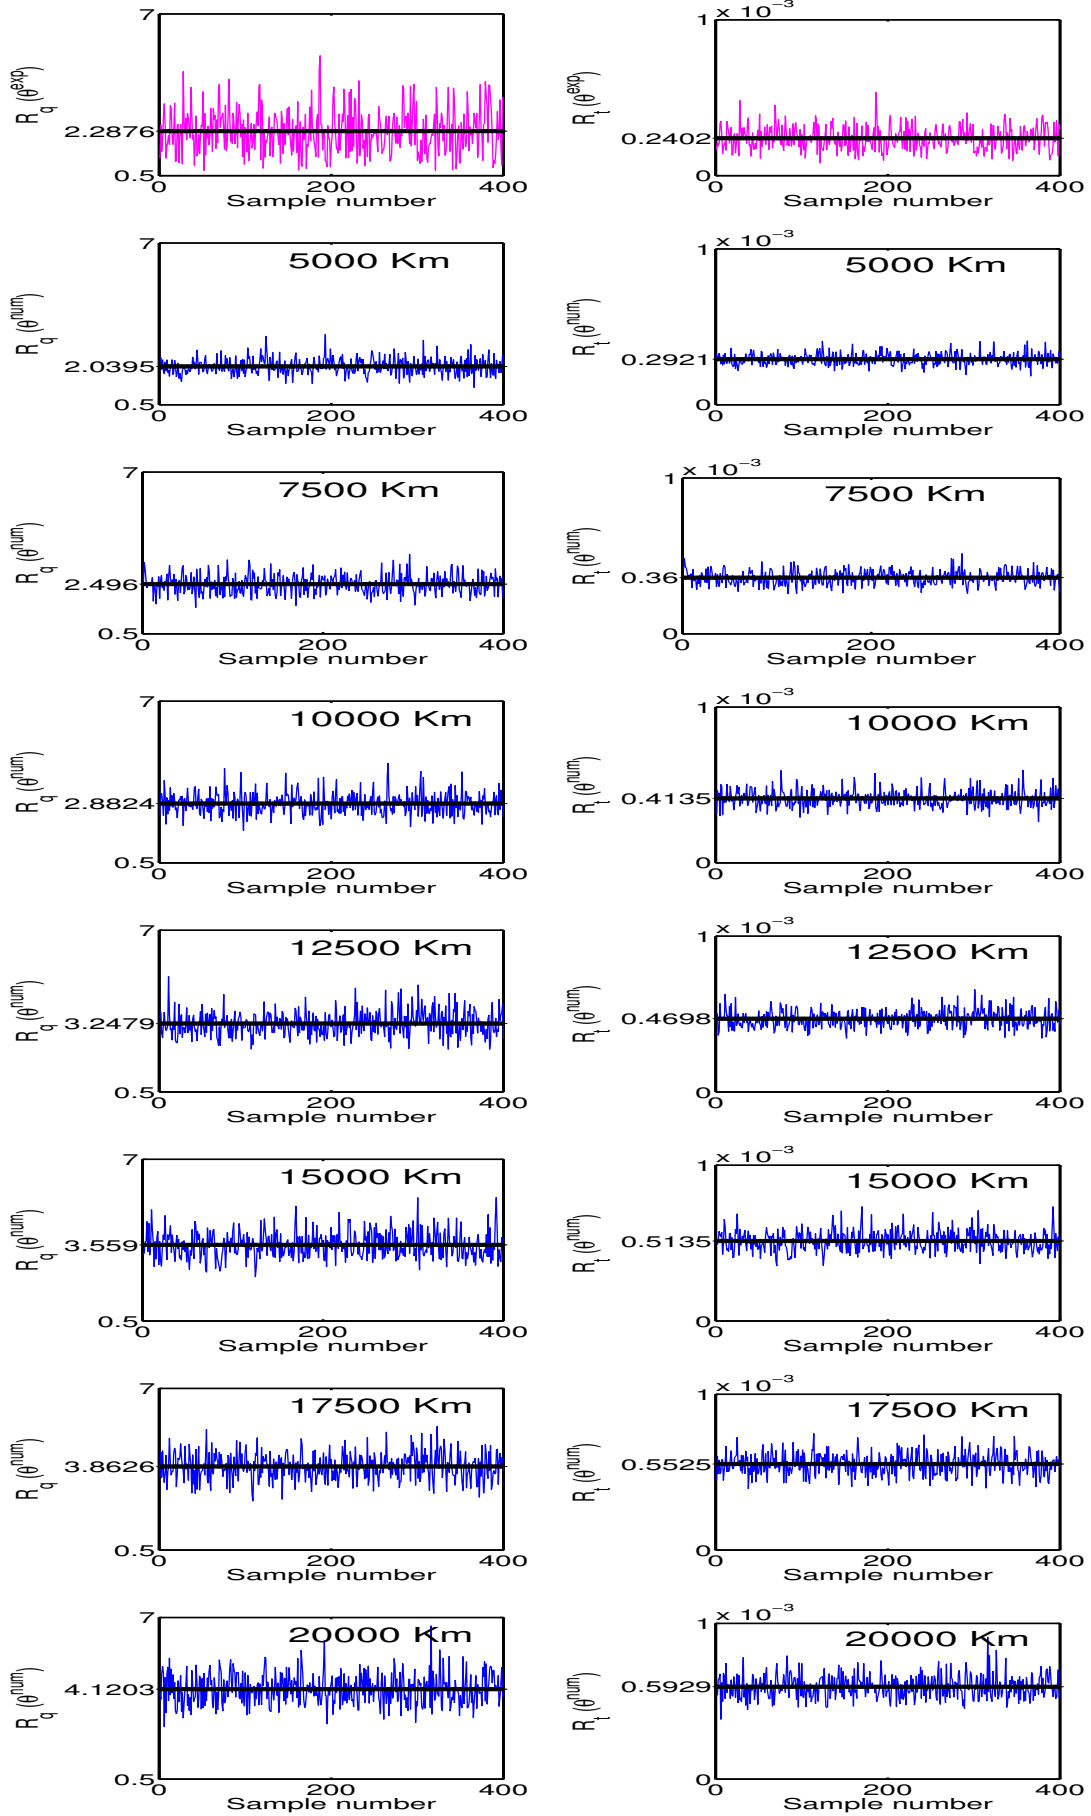 7
R_q (θ^exp)
2.2876
0.5
0 200 400
Sample number
1 x 10^−3
R_t (θ^exp)
0.2402
0
0 200 400
Sample number
7
5000 Km
R_q (θ^num)
2.0395
0.5
0 200 400
Sample number
1 x 10^−3
5000 Km
R_t (θ^num)
0.2921
0
0 200 400
Sample number
7
7500 Km
R_q (θ^num)
2.496
0.5
0 200 400
Sample number
1 x 10^−3
7500 Km
R_t (θ^num)
0.36
0
0 200 400
Sample number
7
10000 Km
R_q (θ^num)
2.8824
0.5
0 200 400
Sample number
1 x 10^−3
10000 Km
R_t (θ^num)
0.4135
0
0 200 400
Sample number
7
12500 Km
R_q (θ^num)
3.2479
0.5
0 200 400
Sample number
1 x 10^−3
12500 Km
R_t (θ^num)
0.4698
0
0 200 400
Sample number
7
15000 Km
R_q (θ^num)
3.559
0.5
0 200 400
Sample number
1 x 10^−3
15000 Km
R_t (θ^num)
0.5135
0
0 200 400
Sample number
7
17500 Km
R_q (θ^num)
3.8626
0.5
0 200 400
Sample number
1 x 10^−3
17500 Km
R_t (θ^num)
0.5525
0
0 200 400
Sample number
7
20000 Km
R_q (θ^num)
4.1203
0.5
0 200 400
Sample number
1 x 10^−3
20000 Km
R_t (θ^num)
0.5929
0
0 200 400
Sample number